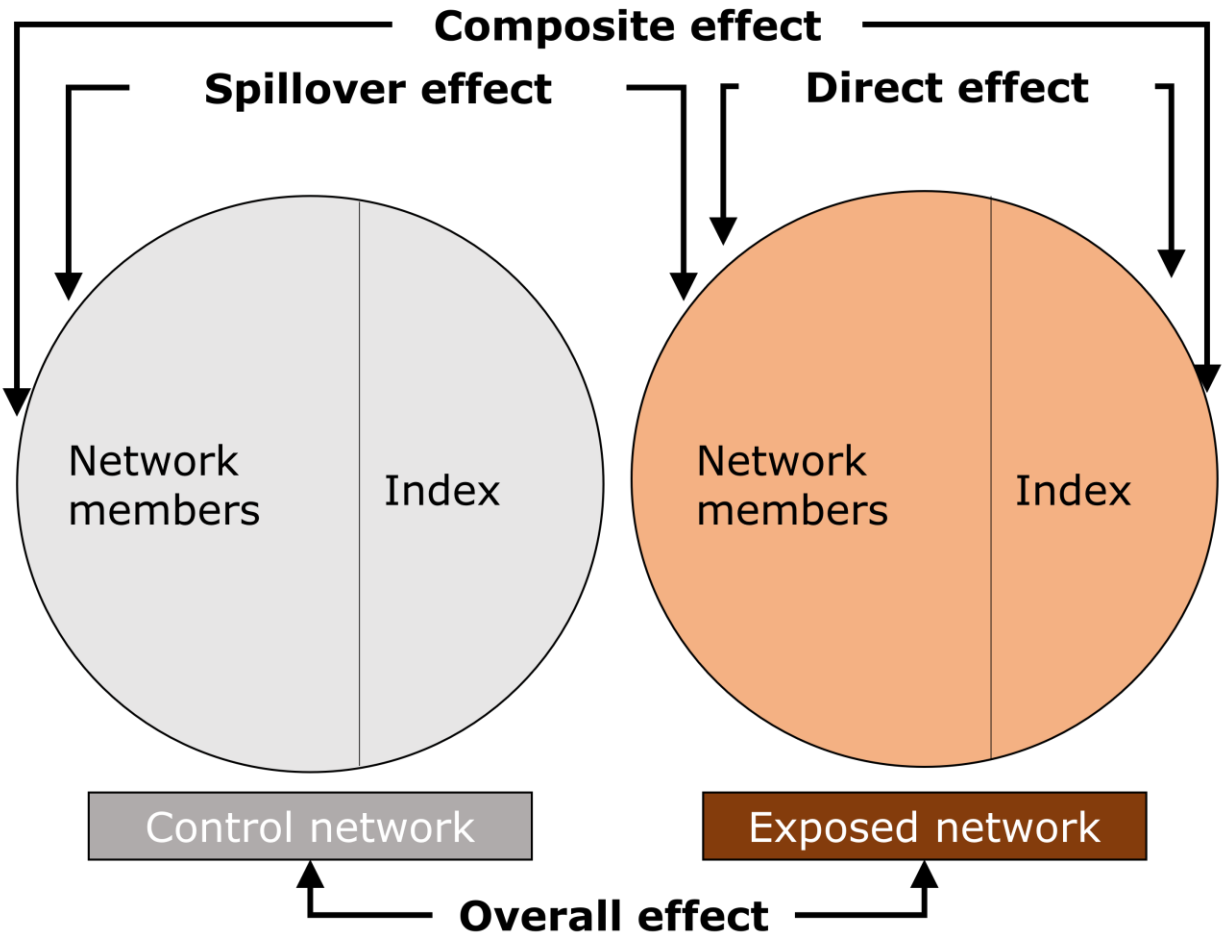 Composite effect
Spillover effect
Direct effect
Network
members
Index
Network
members
Index
Control network
Exposed network
Overall effect